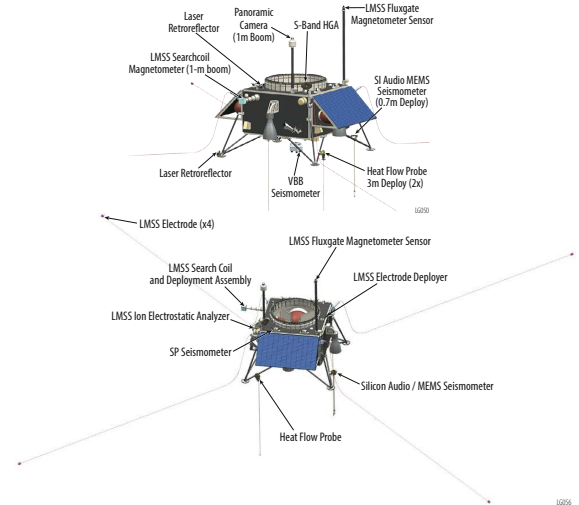 Laser
Retroreflector
Panoramic
Camera
(1m Boom)
S-Band HGA
LMSS Fluxgate
Magnetometer Sensor
LMSS Searchcoil
Magnetometer (1-m boom)
SI Audio MEMS
Seismometer
(0.7m Deploy)
Laser Retroreflector
VBB
Seismometer
Heat Flow Probe
3m Deploy (2x)
LG050
LMSS Electrode (x4)
LMSS Fluxgate Magnetometer Sensor
LMSS Search Coil
and Deployment Assembly
LMSS Electrode Deployer
LMSS Ion Electrostatic Analyzer
SP Seismometer
Silicon Audio / MEMS Seismometer
Heat Flow Probe
LG056